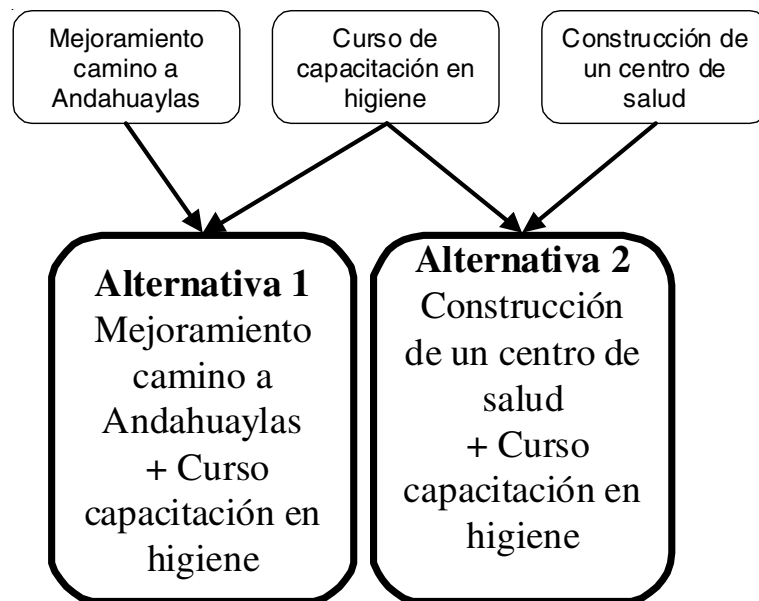 Mejoramiento
camino a
Andahuaylas
Curso de
capacitación en
higiene
Construcción de
un centro de
salud
Alternativa 1
Mejoramiento
camino a
Andahuaylas
+ Curso
capacitación en
higiene
Alternativa 2
Construcción
de un centro de
salud
+ Curso
capacitación en
higiene